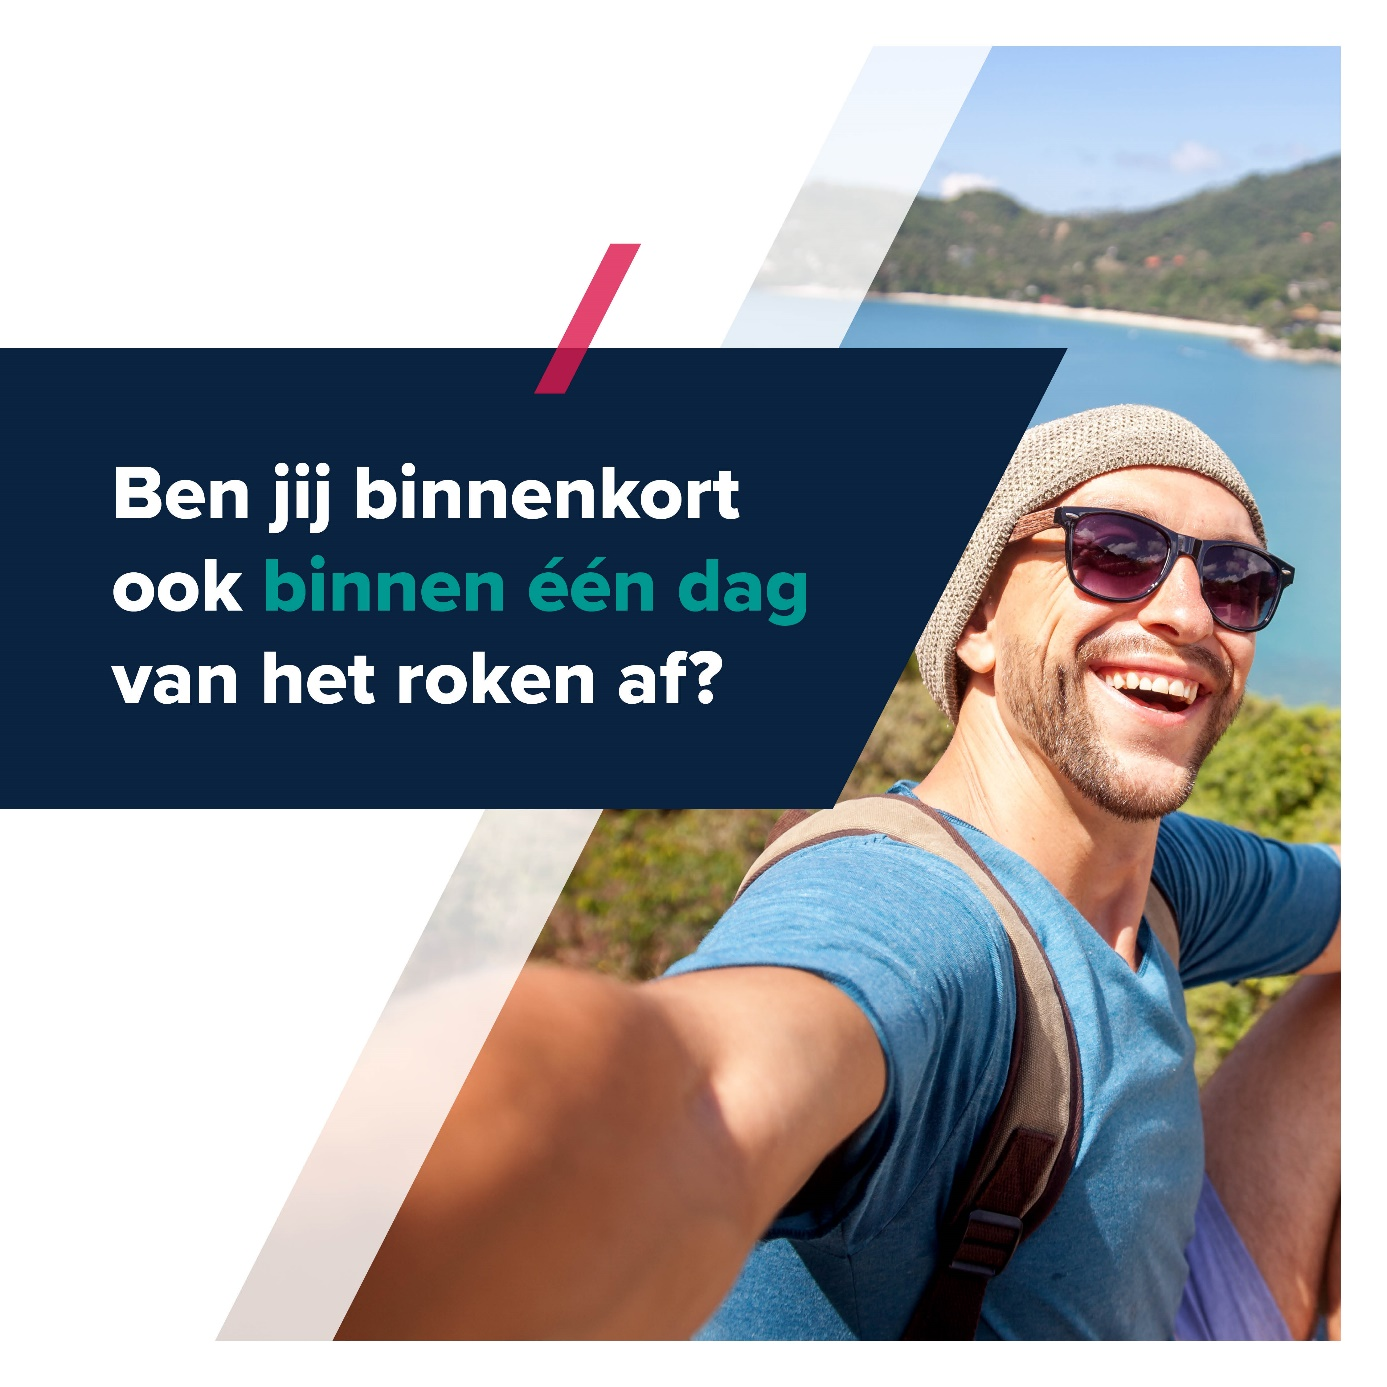 Ben jij binnenkort
ook binnen één dag
van het roken af?